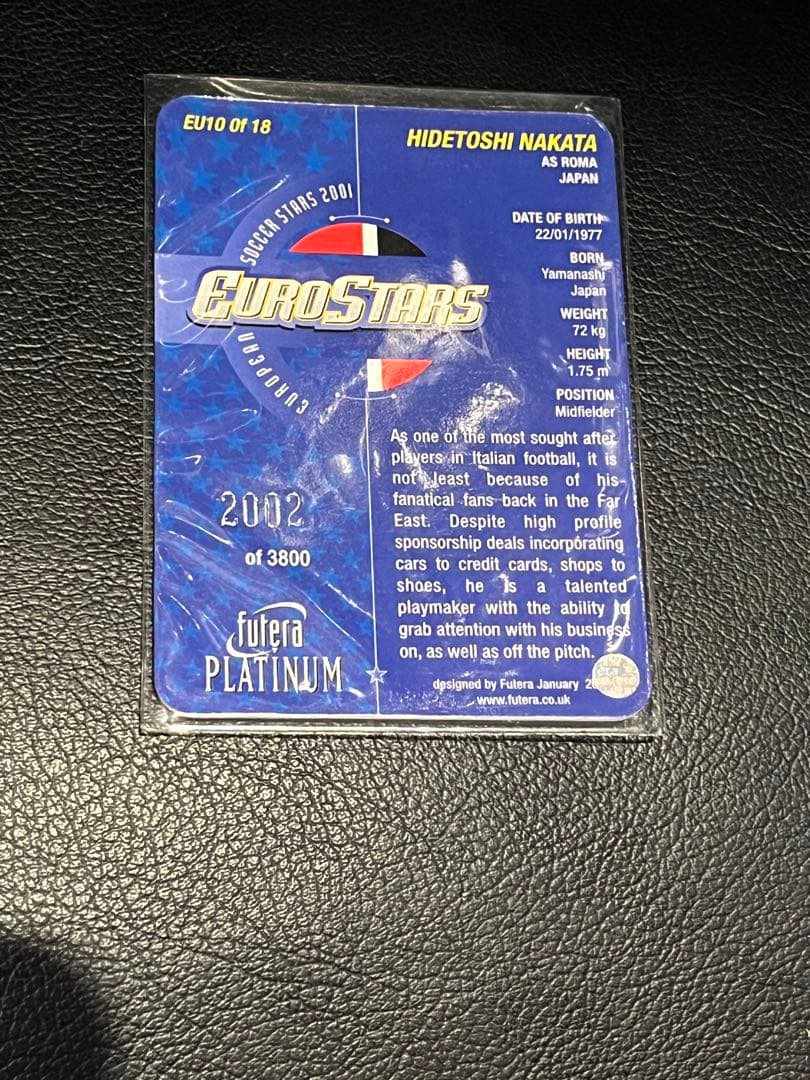 EU10 Of 18
HIDETOSHI NAKATA
AS ROMA
JAPAN
EUROPEAN SOCCER STARS 2001
EUROSTARS
DATE OF BIRTH
22/01/1977
BORN
Yamanashi
Japan
WEIGHT
72 kg
HEIGHT
1.75 m
POSITION
Midfielder
As one of the most sought after
players in Italian football, it is
not least because of his
fanatical fans back in the Far
East. Despite high profile
sponsorship deals incorporating
cars to credit cards, shops to
shoes, he is a talented
playmaker with the ability to
grab attention with his business
on, as well as off the pitch.
2002
of 3800
futera
PLATINUM
designed by Futera January
www.futera.co.uk